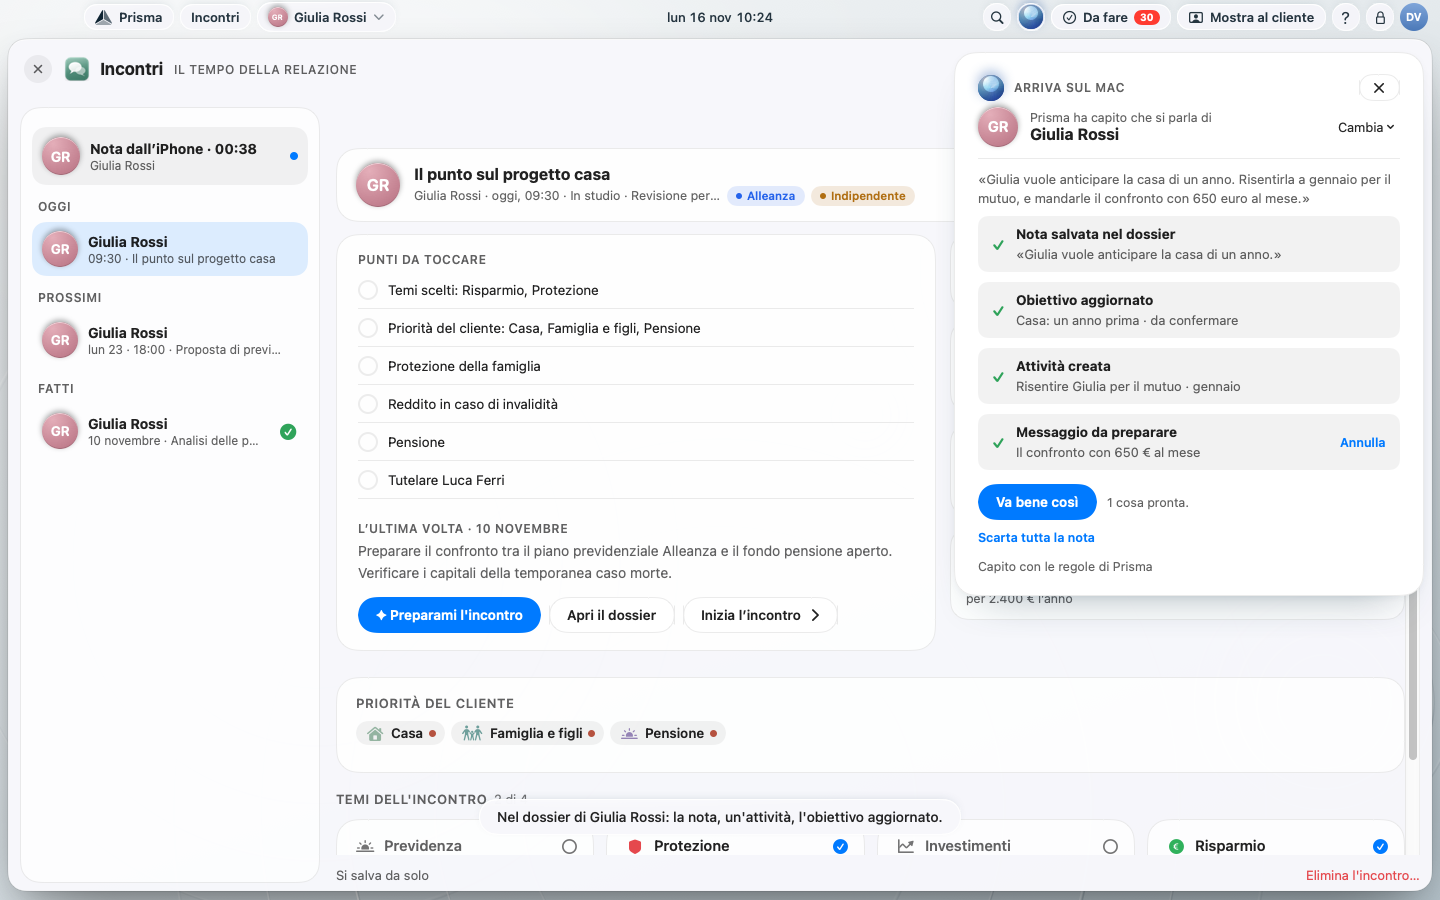 Prisma
Incontri
GR Giulia Rossi
lun 16 nov 10:24
Da fare 30
Mostra al cliente
?
DV
Incontri IL TEMPO DELLA RELAZIONE
GR
Nota dall’iPhone · 00:38
Giulia Rossi
OGGI
GR
Giulia Rossi
09:30 · Il punto sul progetto casa
PROSSIMI
GR
Giulia Rossi
lun 23 · 18:00 · Proposta di previ...
FATTI
GR
Giulia Rossi
10 novembre · Analisi delle p...
GR
Il punto sul progetto casa
Giulia Rossi · oggi, 09:30 · In studio · Revisione per... Alleanza Indipendente
PUNTI DA TOCCARE
Temi scelti: Risparmio, Protezione
Priorità del cliente: Casa, Famiglia e figli, Pensione
Protezione della famiglia
Reddito in caso di invalidità
Pensione
Tutelare Luca Ferri
L’ULTIMA VOLTA · 10 NOVEMBRE
Preparare il confronto tra il piano previdenziale Alleanza e il fondo pensione aperto.
Verificare i capitali della temporanea caso morte.
Preparami l'incontro
Apri il dossier
Inizia l’incontro
ARRIVA SUL MAC
GR
Prisma ha capito che si parla di
Giulia Rossi
Cambia
«Giulia vuole anticipare la casa di un anno. Risentirla a gennaio per il
mutuo, e mandarle il confronto con 650 euro al mese.»
Nota salvata nel dossier
«Giulia vuole anticipare la casa di un anno.»
Obiettivo aggiornato
Casa: un anno prima · da confermare
Attività creata
Risentire Giulia per il mutuo · gennaio
Messaggio da preparare
Il confronto con 650 € al mese
Annulla
Va bene così
1 cosa pronta.
Scarta tutta la nota
Capito con le regole di Prisma
per 2.400 € l'anno
PRIORITÀ DEL CLIENTE
Casa
Famiglia e figli
Pensione
TEMI DELL'INCONTRO 2 di 4
Nel dossier di Giulia Rossi: la nota, un'attività, l'obiettivo aggiornato.
Previdenza
Protezione
Investimenti
Risparmio
Si salva da solo
Elimina l'incontro...